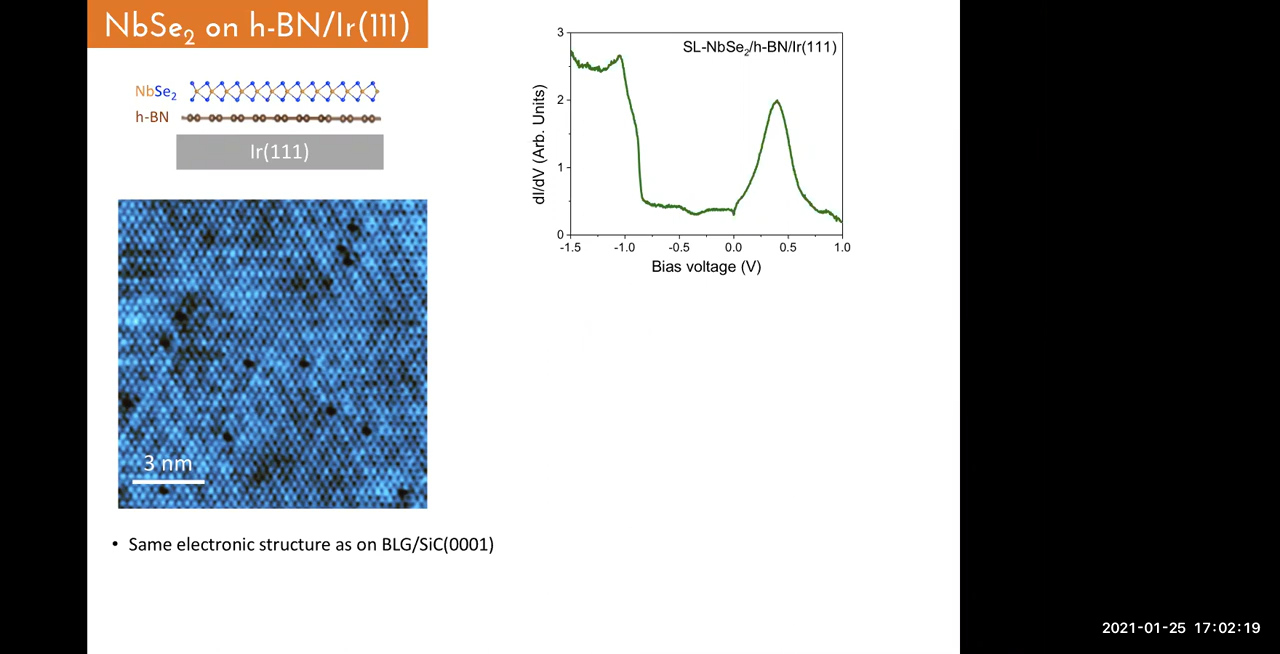 NbSe₂ on h-BN/Ir(111)
NbSe₂
h-BN
Ir(111)
3 nm
SL-NbSe₂/h-BN/Ir(111)
dI/dV (Arb. Units)
3
2
1
0
-1.5 -1.0 -0.5 0.0 0.5 1.0
Bias voltage (V)
• Same electronic structure as on BLG/SiC(0001)
2021-01-25 17:02:19